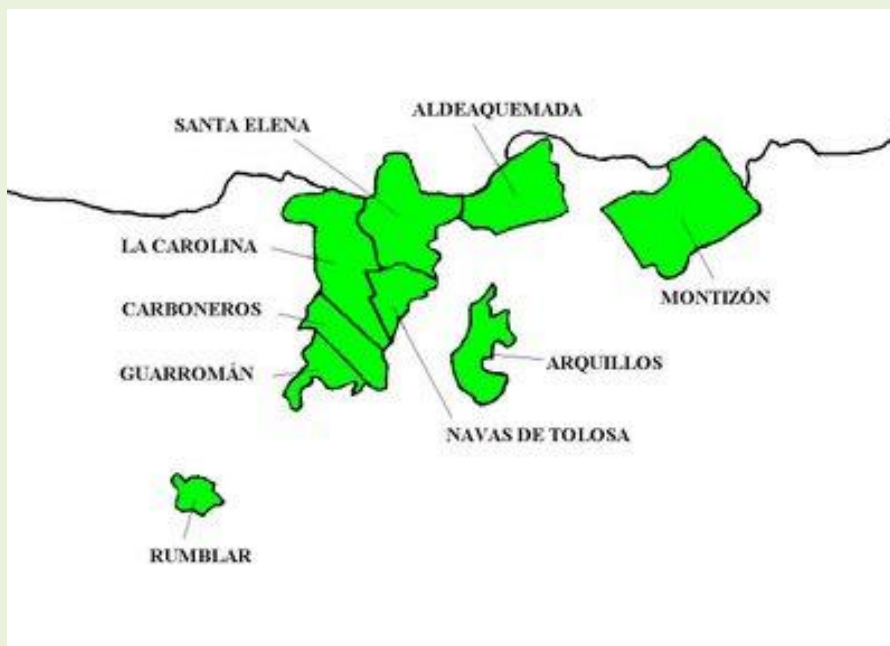 ALDEAQUEMADA
SANTA ELENA
LA CAROLINA
MONTIZÓN
CARBONEROS
ARQUILLOS
GUARROMÁN
NAVAS DE TOLOSA
RUMBLAR